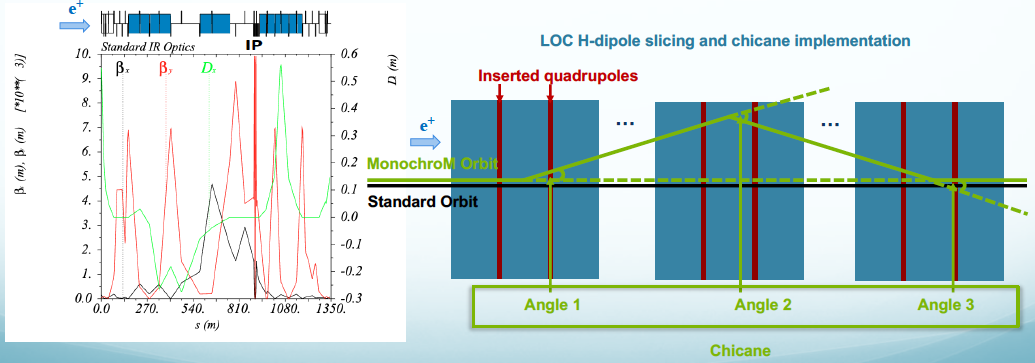 LOC H-dipole slicing and chicane implementation
e⁺
Standard IR Optics
IP
βx
βy
Dx
βx (m), βy (m) [*10**( 3)]
D (m)
10.
9.
8.
7.
6.
5.
4.
3.
2.
1.
0.0
0.6
0.5
0.4
0.3
0.2
0.1
0.0
-0.1
-0.2
-0.3
0.0
270.
540.
810.
1080.
1350.
s (m)
Inserted quadrupoles
e⁺
...
...
MonochroM Orbit
Standard Orbit
Angle 1
Angle 2
Angle 3
Chicane